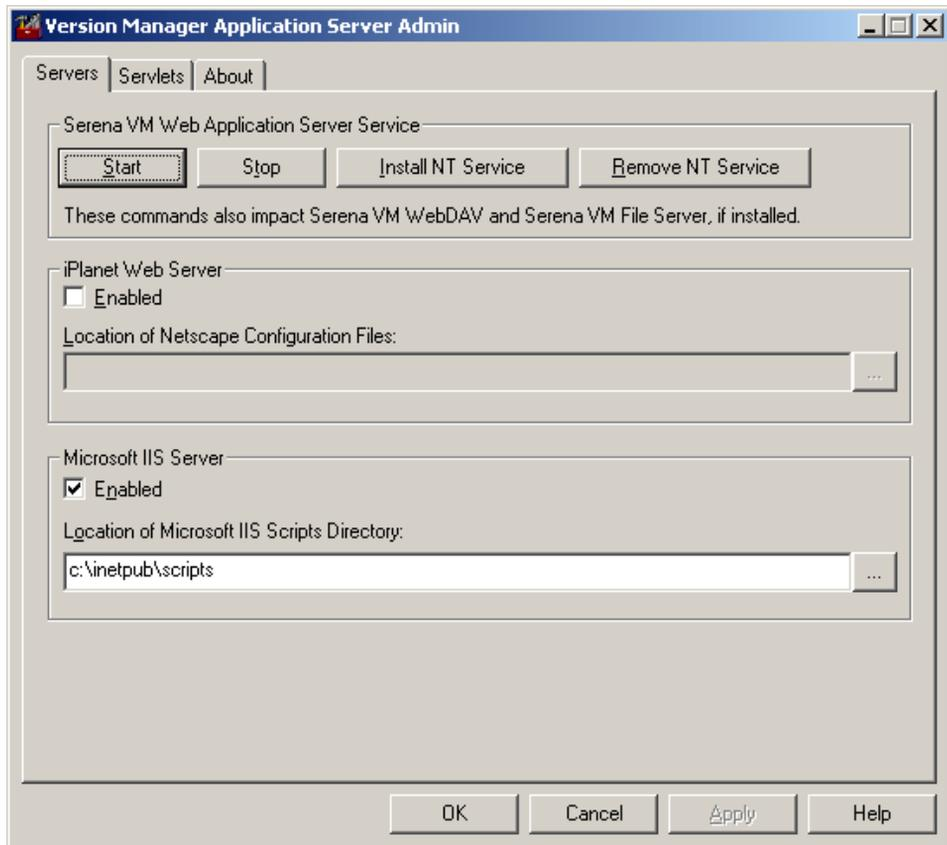 Version Manager Application Server Admin
Servers Servlets About
Serena VM Web Application Server Service
Start Stop Install NT Service Remove NT Service
These commands also impact Serena VM WebDAV and Serena VM File Server, if installed.
iPlanet Web Server
Enabled
Location of Netscape Configuration Files:
...
Microsoft IIS Server
Enabled
Location of Microsoft IIS Scripts Directory:
c:\inetpub\scripts ...
OK Cancel Apply Help